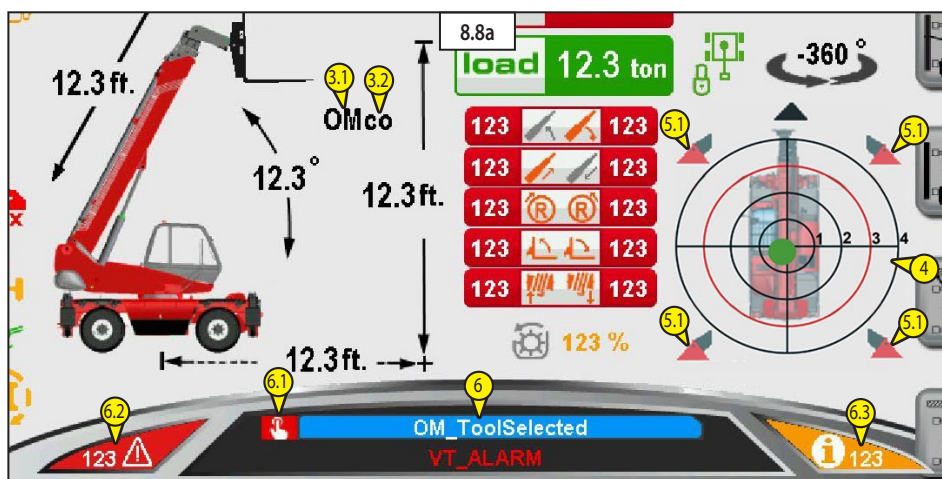 8.8a
load 12.3 ton
-360 °
12.3 ft.
3.1 3.2
OMco
5.1 5.1
123 123
12.3°
123 123
12.3 ft.
X
123 R R 123
1 2 3 4
4
123 123
123 123
5.1 5.1
123 %
12.3 ft.
6.2 6.1 6 6.3
OM_ToolSelected
123 i 123
VT_ALARM